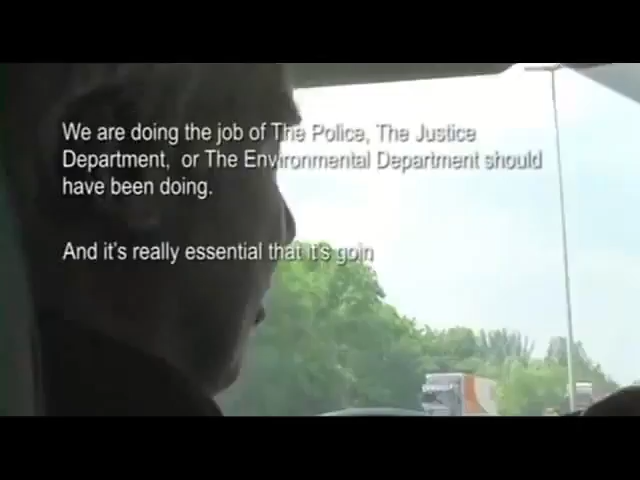 We are doing the job of The Police, The Justice
Department, or The Environmental Department should
have been doing.
And it's really essential that it's goin